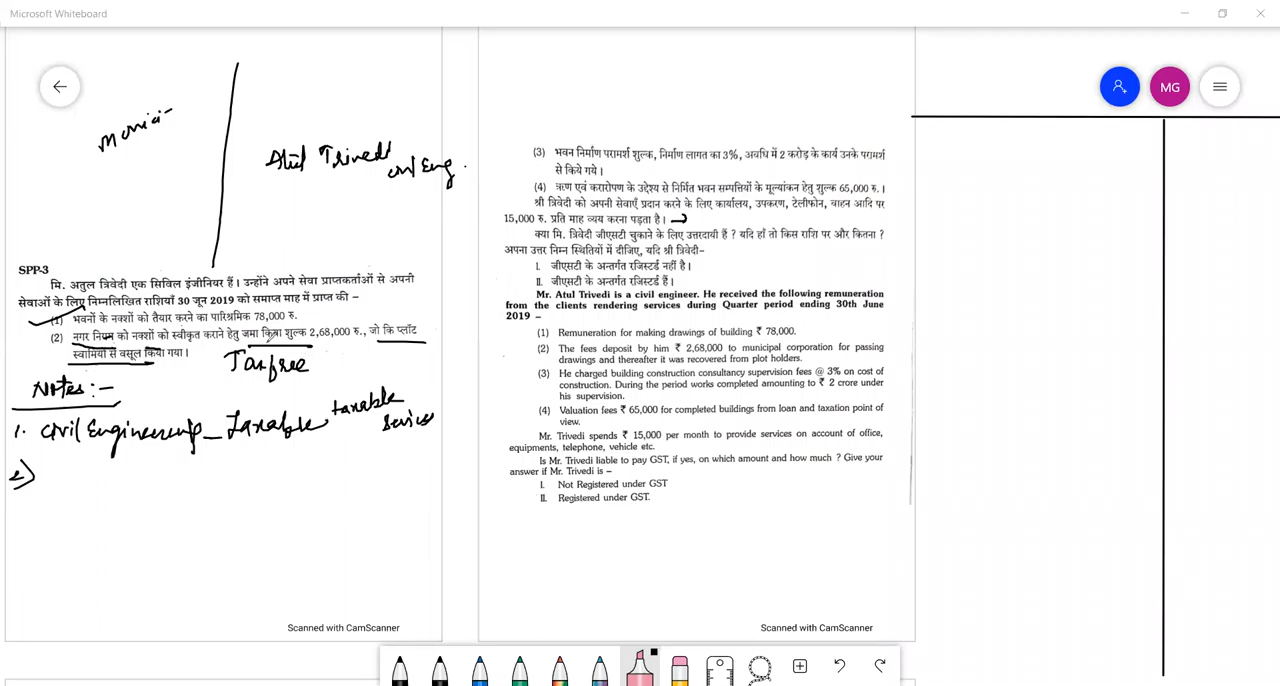 Microsoft Whiteboard
MG
Atul Trivedi
civil Eng.
SPP-3
मि. अतुल त्रिवेदी एक सिविल इंजीनियर हैं। उन्होंने अपने सेवा प्राप्तकर्ताओं से अपनी
सेवाओं के लिए निम्नलिखित राशियाँ 30 जून 2019 को समाप्त माह में प्राप्त की –
(1) भवनों के नक्शों को तैयार करने का पारिश्रमिक 78,000 रु.
(2) नगर निगम को नक्शों को स्वीकृत कराने हेतु जमा किया शुल्क 2,68,000 रु., जो कि प्लॉट
स्वामियों से वसूल किया गया।
Taxfree
Notes:-
1. Civil Engineership – Taxable taxable
Services
2)
Scanned with CamScanner
(3) भवन निर्माण परामर्श शुल्क, निर्माण लागत का 3%, अवधि में 2 करोड़ के कार्य उनके परामर्श
से किये गये।
(4) ऋण एवं करारोपण के उद्देश्य से निर्मित भवन सम्पत्तियों के मूल्यांकन हेतु शुल्क 65,000 रु.।
श्री त्रिवेदी को अपनी सेवाएँ प्रदान करने के लिए कार्यालय, उपकरण, टेलीफोन, वाहन आदि पर
15,000 रु. प्रति माह व्यय करना पड़ता है।
क्या मि. त्रिवेदी जीएसटी चुकाने के लिए उत्तरदायी हैं ? यदि हाँ तो किस राशि पर और कितना ?
अपना उत्तर निम्न स्थितियों में दीजिए, यदि श्री त्रिवेदी–
I. जीएसटी के अन्तर्गत रजिस्टर्ड नहीं है।
II. जीएसटी के अन्तर्गत रजिस्टर्ड हैं।
Mr. Atul Trivedi is a civil engineer. He received the following remuneration
from the clients rendering services during Quarter period ending 30th June
2019 –
(1) Remuneration for making drawings of building ₹ 78,000.
(2) The fees deposit by him ₹ 2,68,000 to municipal corporation for passing
drawings and thereafter it was recovered from plot holders.
(3) He charged building construction consultancy supervision fees @ 3% on cost of
construction. During the period works completed amounting to ₹ 2 crore under
his supervision.
(4) Valuation fees ₹ 65,000 for completed buildings from loan and taxation point of
view.
Mr. Trivedi spends ₹ 15,000 per month to provide services on account of office,
equipments, telephone, vehicle etc.
Is Mr. Trivedi liable to pay GST, if yes, on which amount and how much ? Give your
answer if Mr. Trivedi is –
I. Not Registered under GST
II. Registered under GST.
Scanned with CamScanner